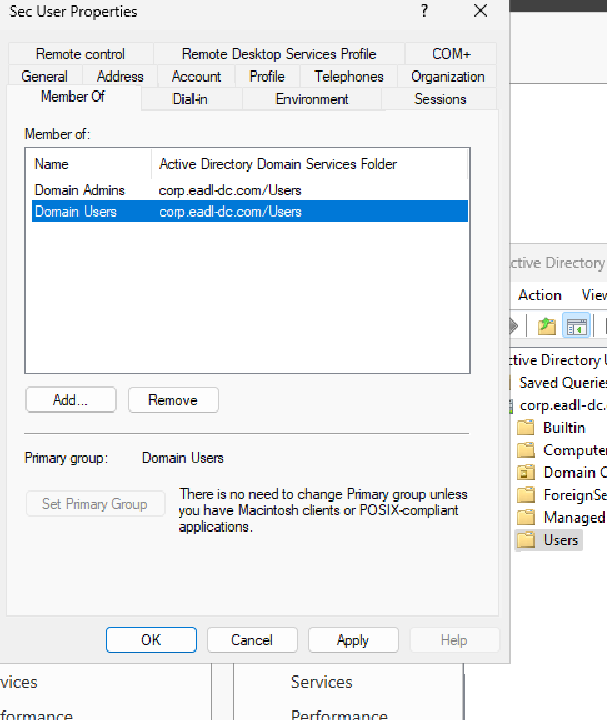 Sec User Properties ? ×
Remote control Remote Desktop Services Profile COM+
General Address Account Profile Telephones Organization
Member Of Dial-in Environment Sessions
Member of:
Name Active Directory Domain Services Folder
Domain Admins corp.eadl-dc.com/Users
Domain Users corp.eadl-dc.com/Users
Add... Remove
Primary group: Domain Users
Set Primary Group
There is no need to change Primary group unless
you have Macintosh clients or POSIX-compliant
applications.
OK Cancel Apply Help
ctive Directory
Action View
ctive Directory U
Saved Queries
corp.eadl-dc.
Builtin
Computer
Domain C
ForeignSe
Managed
Users
vices
formance
Services
Performance